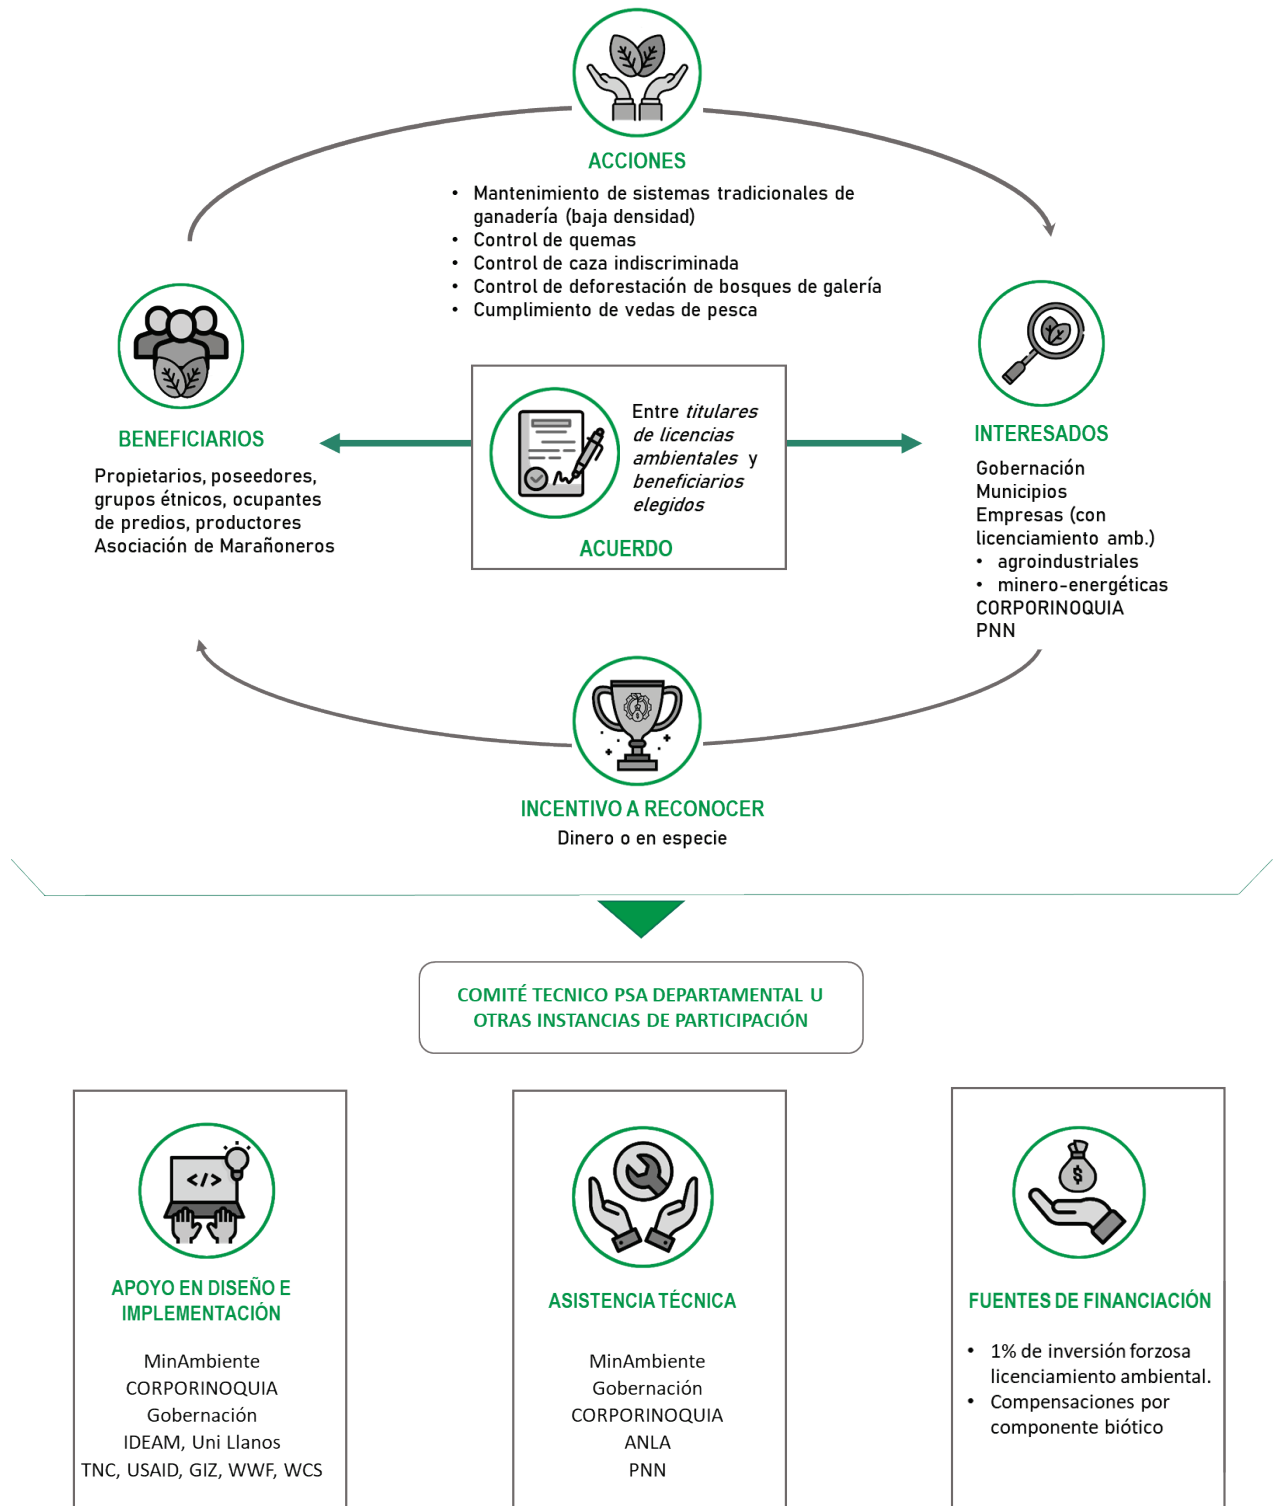 ACCIONES
• Mantenimiento de sistemas tradicionales de
ganadería (baja densidad)
• Control de quemas
• Control de caza indiscriminada
• Control de deforestación de bosques de galería
• Cumplimiento de vedas de pesca
BENEFICIARIOS
Propietarios, poseedores,
grupos étnicos, ocupantes
de predios, productores
Asociación de Marañoneros
Entre titulares
de licencias
ambientales y
beneficiarios
elegidos
ACUERDO
INTERESADOS
Gobernación
Municipios
Empresas (con
licenciamiento amb.)
• agroindustriales
• minero-energéticas
CORPORINOQUIA
PNN
INCENTIVO A RECONOCER
Dinero o en especie
COMITÉ TECNICO PSA DEPARTAMENTAL U
OTRAS INSTANCIAS DE PARTICIPACIÓN
</>
APOYO EN DISEÑO E
IMPLEMENTACIÓN
MinAmbiente
CORPORINOQUIA
Gobernación
IDEAM, Uni Llanos
TNC, USAID, GIZ, WWF, WCS
ASISTENCIA TÉCNICA
MinAmbiente
Gobernación
CORPORINOQUIA
ANLA
PNN
$
FUENTES DE FINANCIACIÓN
• 1% de inversión forzosa
licenciamiento ambiental.
• Compensaciones por
componente biótico